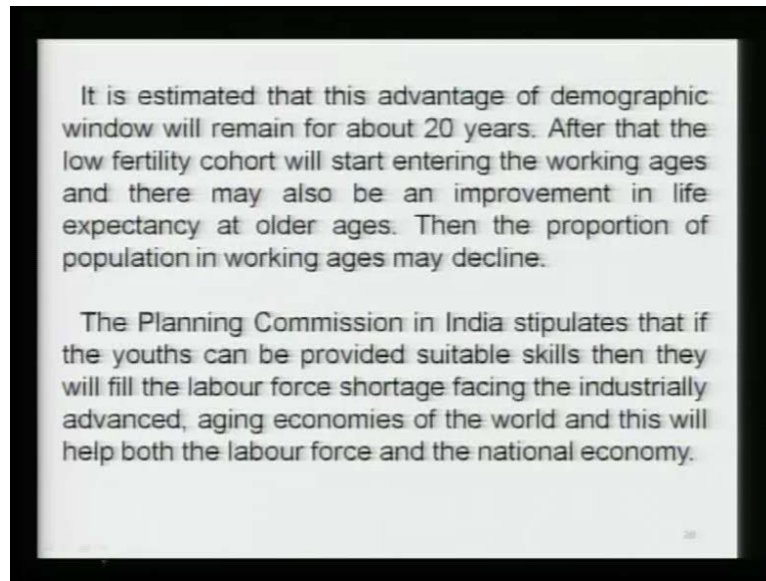 It is estimated that this advantage of demographic
window will remain for about 20 years. After that the
low fertility cohort will start entering the working ages
and there may also be an improvement in life
expectancy at older ages. Then the proportion of
population in working ages may decline.
The Planning Commission in India stipulates that if
the youths can be provided suitable skills then they
will fill the labour force shortage facing the industrially
advanced, aging economies of the world and this will
help both the labour force and the national economy.